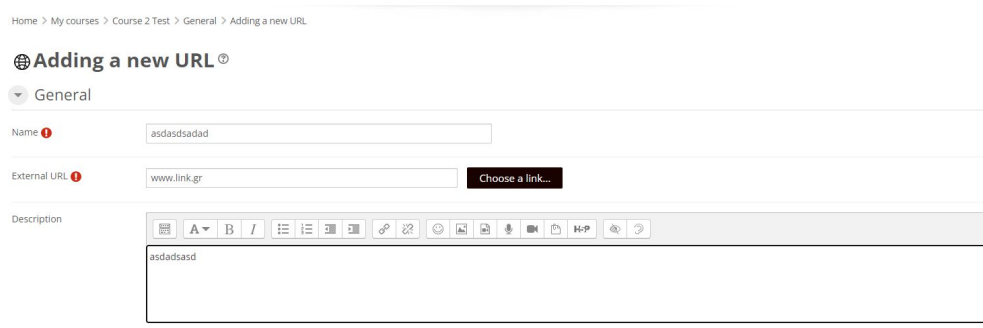 Home > My courses > Course 2 Test > General > Adding a new URL
Adding a new URL
General
Name
asdasdsadad
External URL
www.link.gr
Choose a link...
Description
A B I H-P
asdadsasd